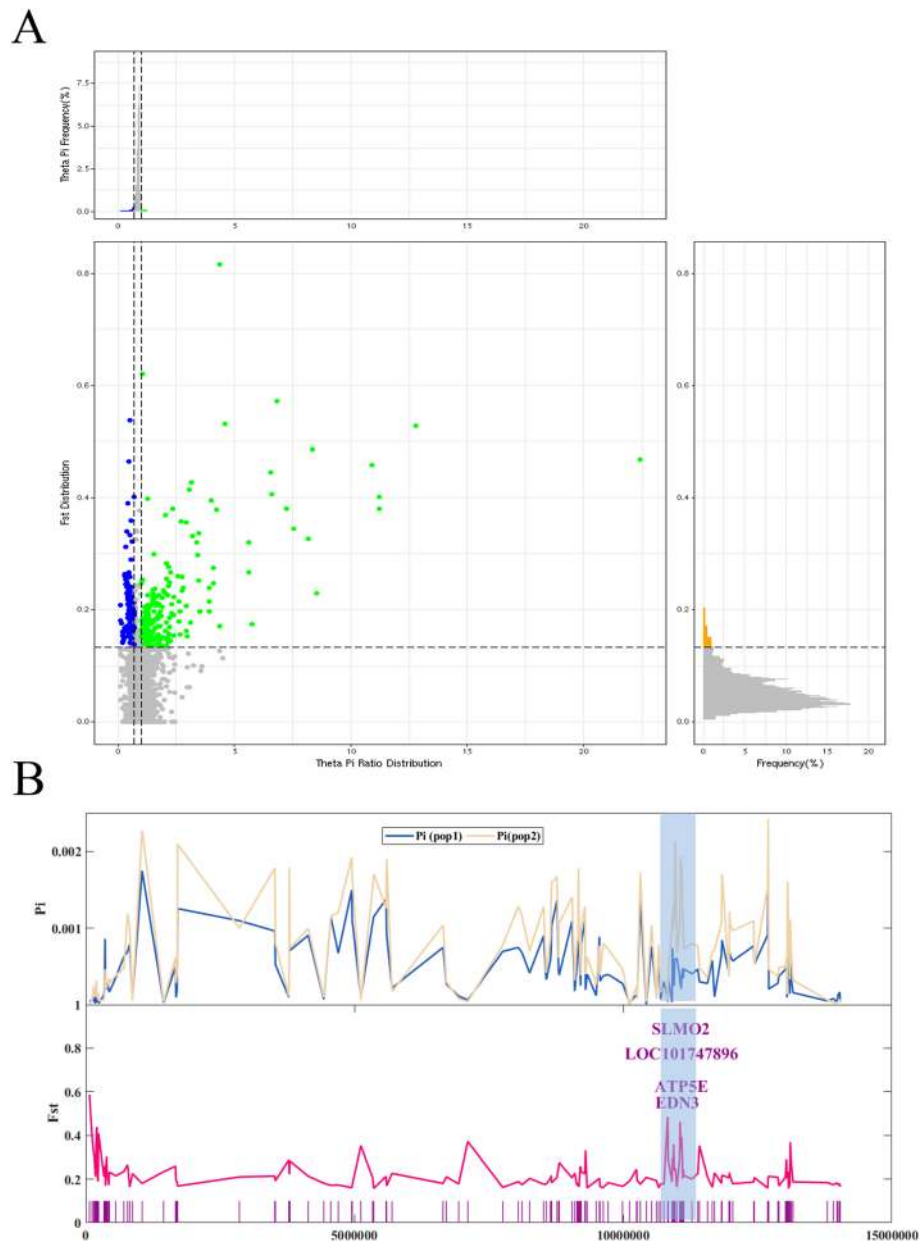 A
Theta Pi Frequency(%)
7.5
5.0
2.5
0.0
0 5 10 15 20
Fst Distribution
0.8
0.6
0.4
0.2
0.0
0 5 10 15 20
Theta Pi Ratio Distribution
0.8
0.6
0.4
0.2
0.0
0 5 10 15 20
Frequency(%)
B
Pi (pop1) Pi(pop2)
Pi
0.002
0.001
1
SLMO2
LOC101747896
ATP5E
EDN3
Fst
0.8
0.6
0.4
0.2
0
0 5000000 10000000 15000000